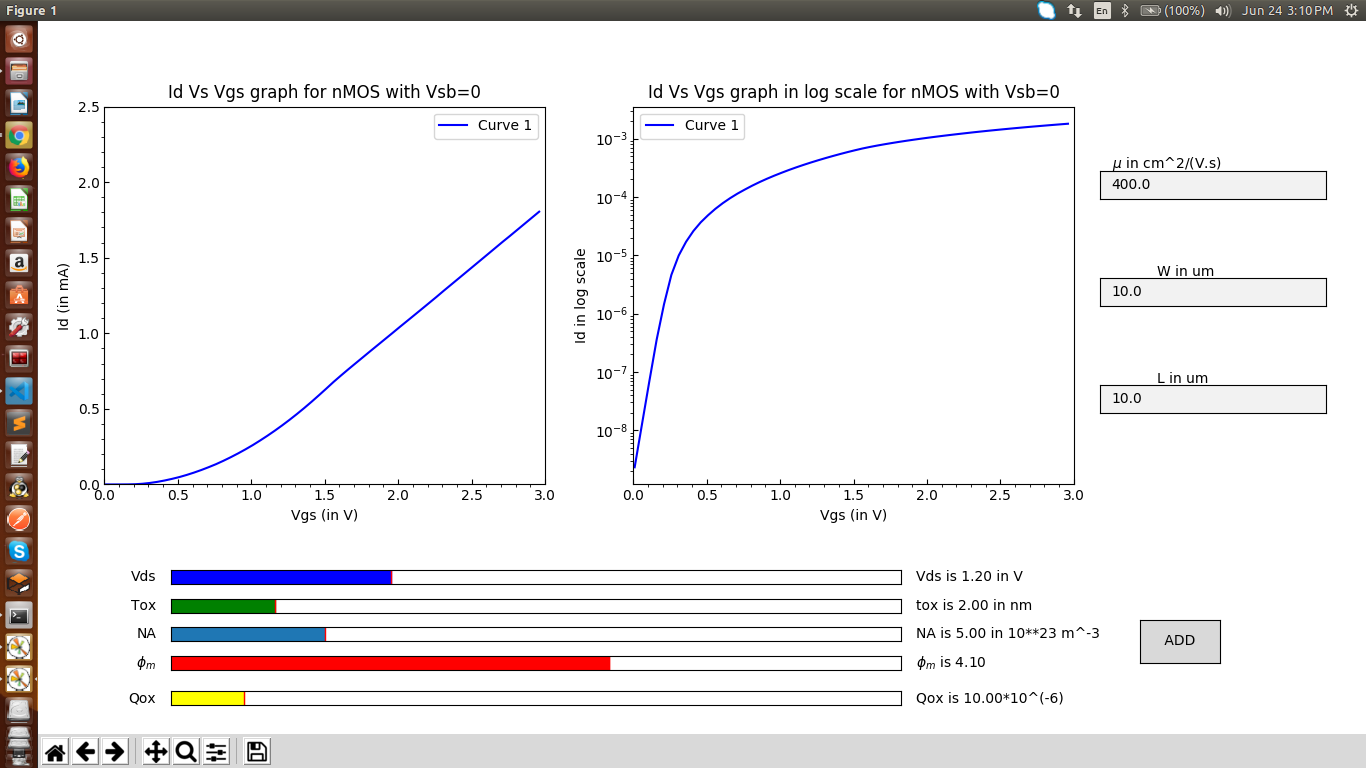 Figure 1
En
(100%)
Jun 24 3:10 PM
Id Vs Vgs graph for nMOS with Vsb=0
Curve 1
2.5
2.0
1.5
1.0
0.5
0.0
Id (in mA)
0.0 0.5 1.0 1.5 2.0 2.5 3.0
Vgs (in V)
Id Vs Vgs graph in log scale for nMOS with Vsb=0
Curve 1
10⁻³
10⁻⁴
10⁻⁵
10⁻⁶
10⁻⁷
10⁻⁸
Id in log scale
0.0 0.5 1.0 1.5 2.0 2.5 3.0
Vgs (in V)
μ in cm^2/(V.s)
400.0
W in um
10.0
L in um
10.0
Vds Vds is 1.20 in V
Tox tox is 2.00 in nm
NA NA is 5.00 in 10**23 m^-3
ϕₘ ϕₘ is 4.10
Qox Qox is 10.00*10^(-6)
ADD